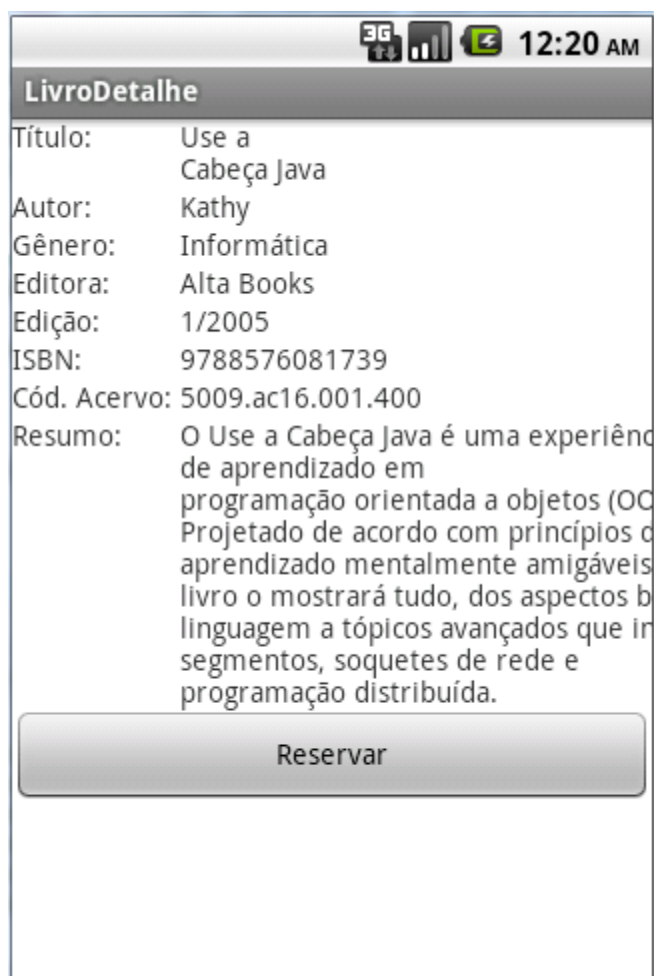 3G 12:20 AM
LivroDetalhe
Título: Use a
Cabeça Java
Autor: Kathy
Gênero: Informática
Editora: Alta Books
Edição: 1/2005
ISBN: 9788576081739
Cód. Acervo: 5009.ac16.001.400
Resumo: O Use a Cabeça Java é uma
de aprendizado em
programação orientada a objetos
Projetado de acordo com princípios
aprendizado mentalmente amigáveis
livro o mostrará tudo, dos aspectos
linguagem a tópicos avançados que
segmentos, soquetes de rede e
programação distribuída.
Reservar